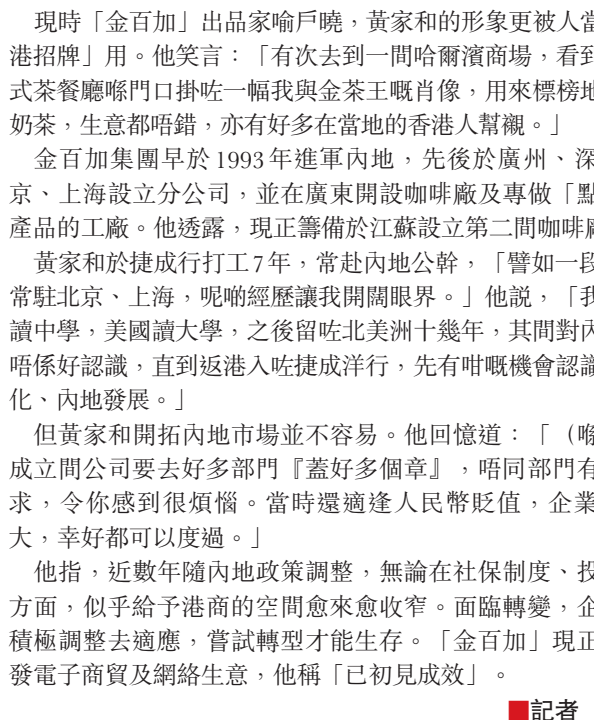 現時「金百加」出品家喻戶曉，黃家和的形象更被人當
港招牌」用。他笑言：「有次去到一間哈爾濱商場，看到
式茶餐廳喺門口掛咗一幅我與金茶王嘅肖像，用來標榜地
奶茶，生意都唔錯，亦有好多在當地的香港人幫襯。」
金百加集團早於1993年進軍內地，先後於廣州、深
京、上海設立分公司，並在廣東開設咖啡廠及專做「點
產品的工廠。他透露，現正籌備於江蘇設立第二間咖啡廠
黃家和於捷成行打工7年，常赴內地公幹，「譬如一段
常駐北京、上海，呢啲經歷讓我開闊眼界。」他説，「我
讀中學，美國讀大學，之後留咗北美洲十幾年，其間對內
唔係好認識，直到返港入咗捷成洋行，先有咁嘅機會認識
化、內地發展。」
但黃家和開拓內地市場並不容易。他回憶道：「（喺
成立間公司要去好多部門『蓋好多個章』，唔同部門有
求，令你感到很煩惱。當時還適逢人民幣貶值，企業
大，幸好都可以度過。」
他指，近數年隨內地政策調整，無論在社保制度、投
方面，似乎給予港商的空間愈來愈收窄。面臨轉變，企
積極調整去適應，嘗試轉型才能生存。「金百加」現正
發電子商貿及網絡生意，他稱「已初見成效」。
■記者